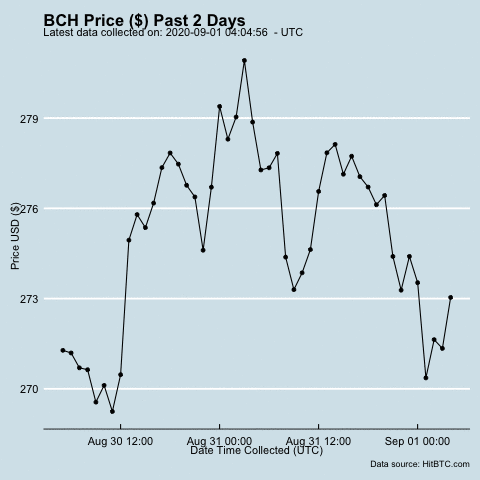 BCH Price ($) Past 2 Days
Latest data collected on: 2020-09-01 04:04:56  - UTC
279
276
273
270
Price USD ($)
Aug 30 12:00
Aug 31 00:00
Aug 31 12:00
Sep 01 00:00
Date Time Collected (UTC)
Data source: HitBTC.com